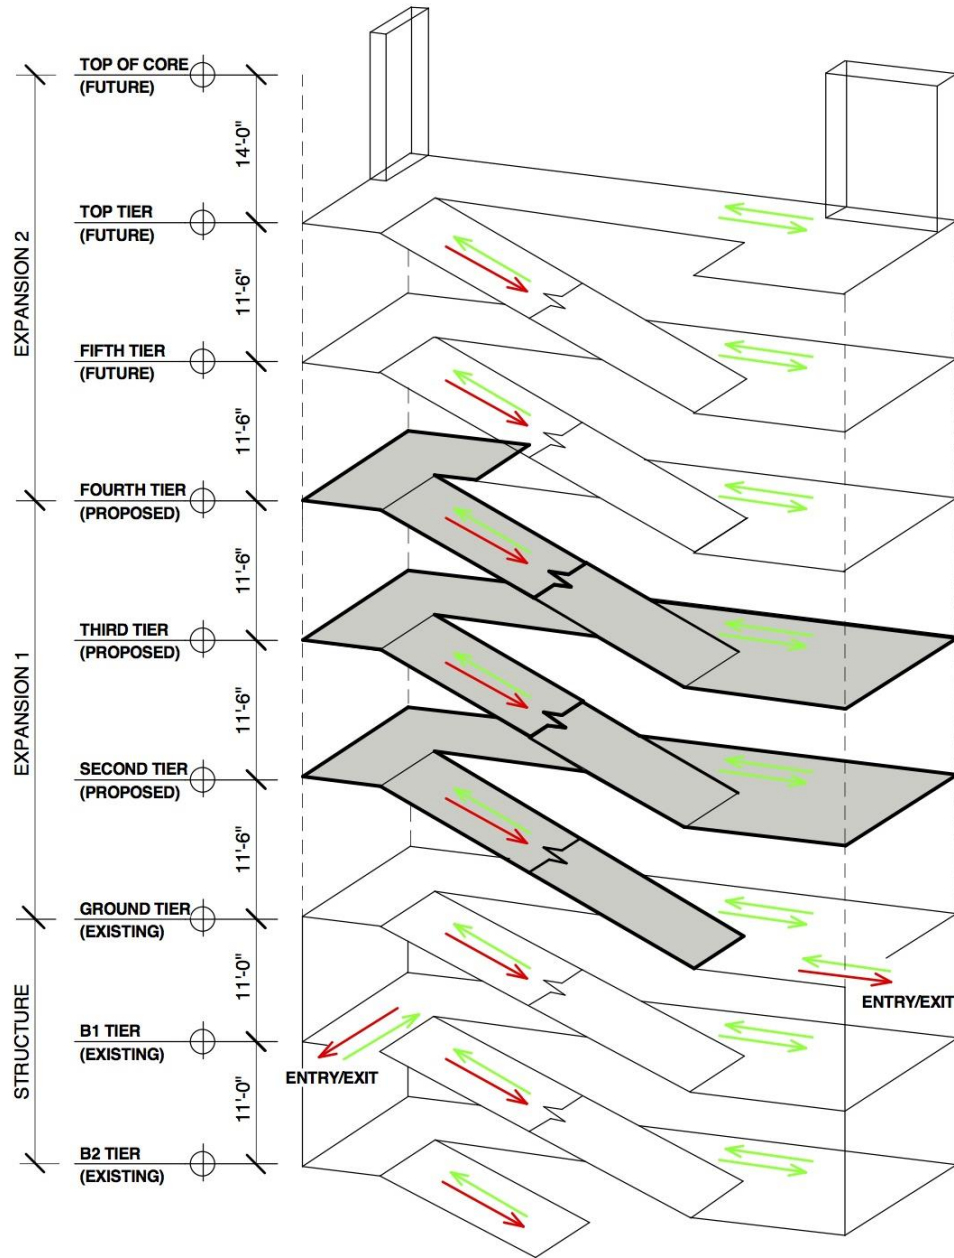 TOP OF CORE
(FUTURE)
14'-0"
TOP TIER
(FUTURE)
EXPANSION 2
11'-6"
FIFTH TIER
(FUTURE)
11'-6"
FOURTH TIER
(PROPOSED)
11'-6"
THIRD TIER
(PROPOSED)
EXPANSION 1
11'-6"
SECOND TIER
(PROPOSED)
11'-6"
GROUND TIER
(EXISTING)
11'-0"
ENTRY/EXIT
STRUCTURE
B1 TIER
(EXISTING)
ENTRY/EXIT
11'-0"
B2 TIER
(EXISTING)